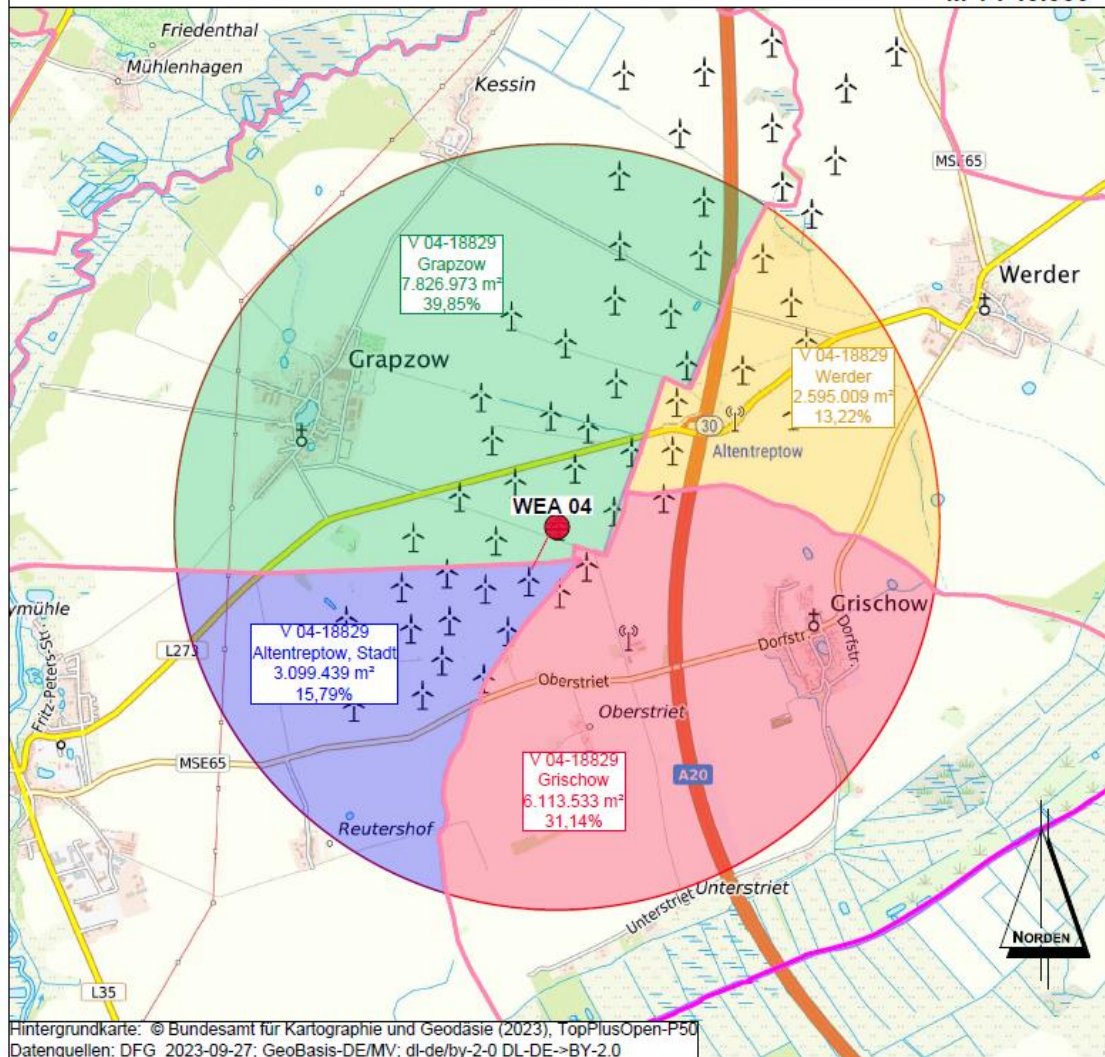 Friedenthal
Mühlenhagen
Kessin
MSE65
Werder
V 04-18829
Grapzow
7.826.973 m²
39,85%
Grapzow
V 04-18829
Werder
2.595.009 m²
13,22%
30
Altentreptow
WEA 04
Grischow
Dorfstr.
Dorfstr.
ymühle
L273
Fritz-Peters-Str.
V 04-18829
Altentreptow, Stadt
3.099.439 m²
15,79%
Oberstriet
Oberstriet
MSE65
V 04-18829
Grischow
6.113.533 m²
31,14%
A20
Reutershof
Unterstriet
Unterstriet
NORDEN
L35
Hintergrundkarte: © Bundesamt für Kartographie und Geodäsie (2023), TopPlusOpen-P50
Datenquellen: DFG_2023-09-27; GeoBasis-DE/MV; dl-de/by-2-0 DL-DE->BY-2.0